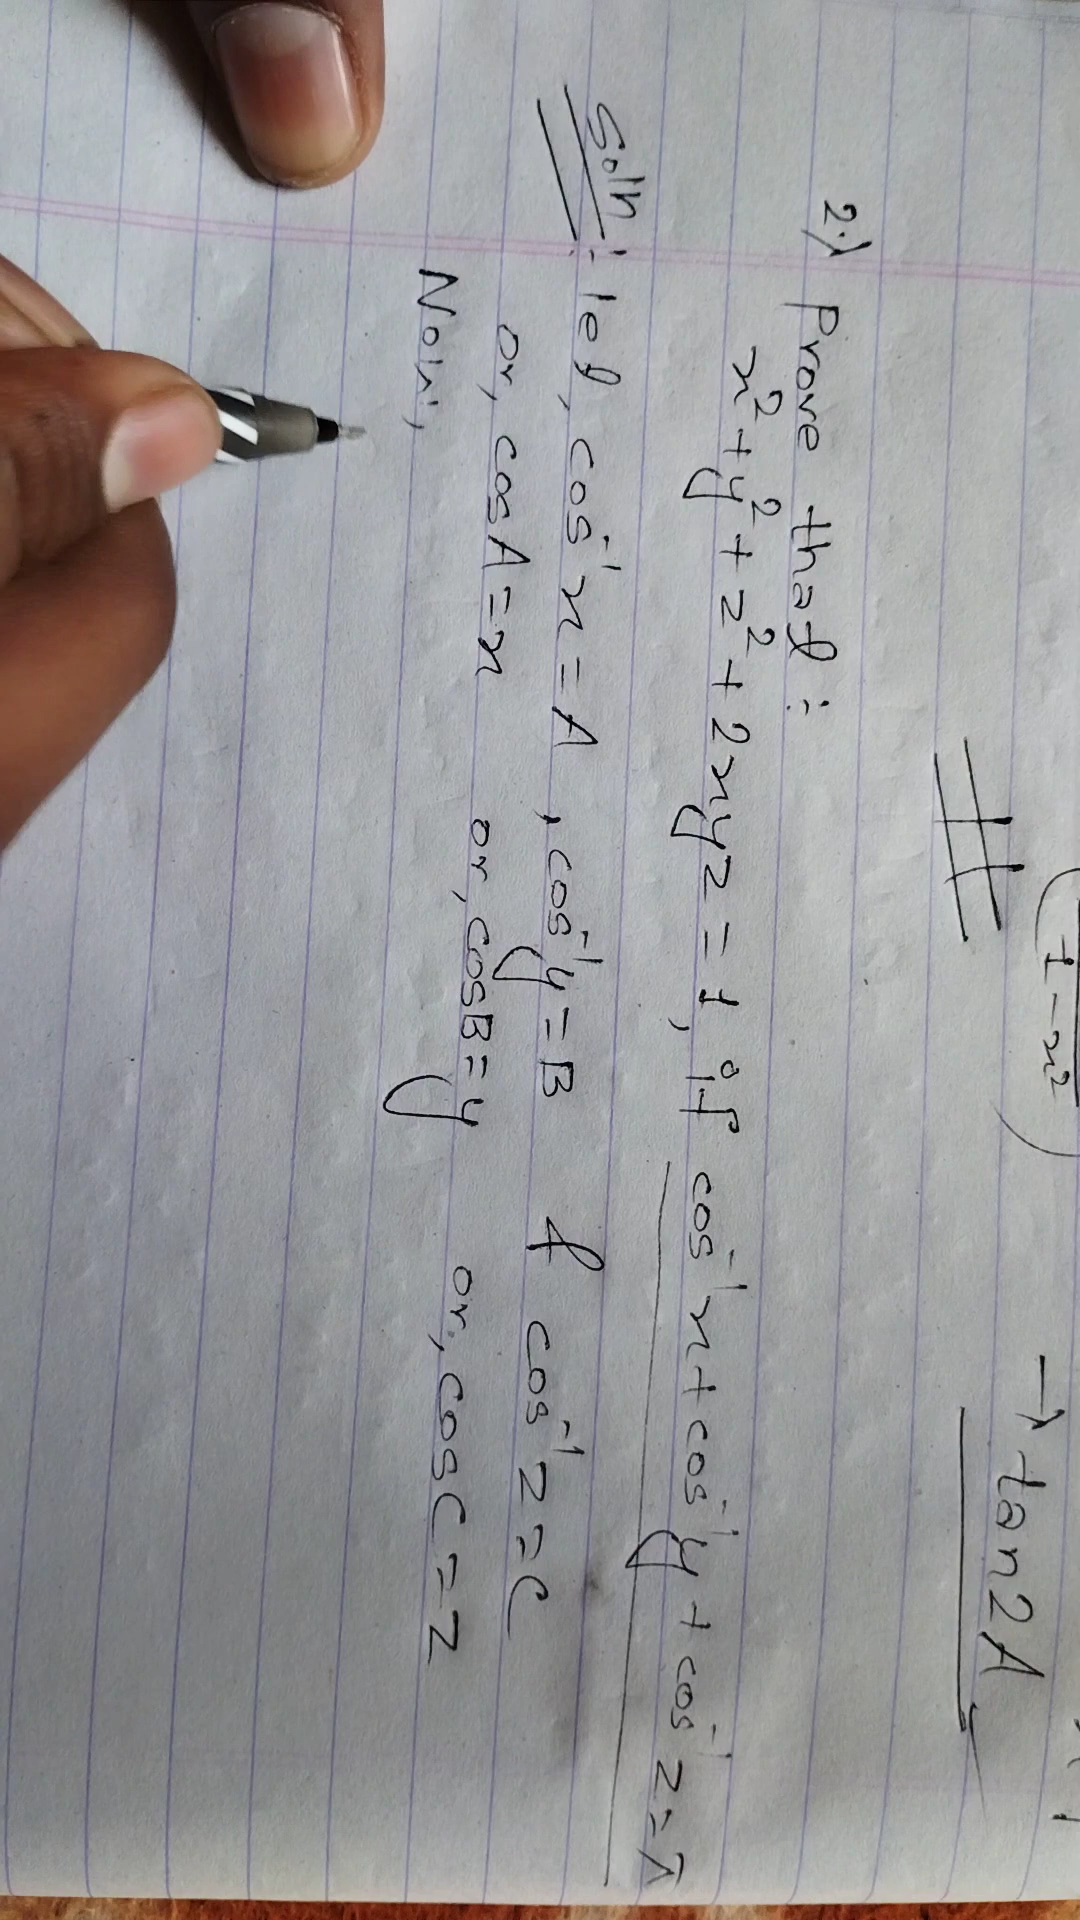 (1-x²)
→ tan2A
2.) Prove that:
x² + y² + z² + 2xyz = 1, if cos⁻¹x + cos⁻¹y + cos⁻¹z = π
Soln:- let, cos⁻¹x = A, cos⁻¹y = B & cos⁻¹z = C
or, cosA = x or, cosB = y or, cosC = z
Now,